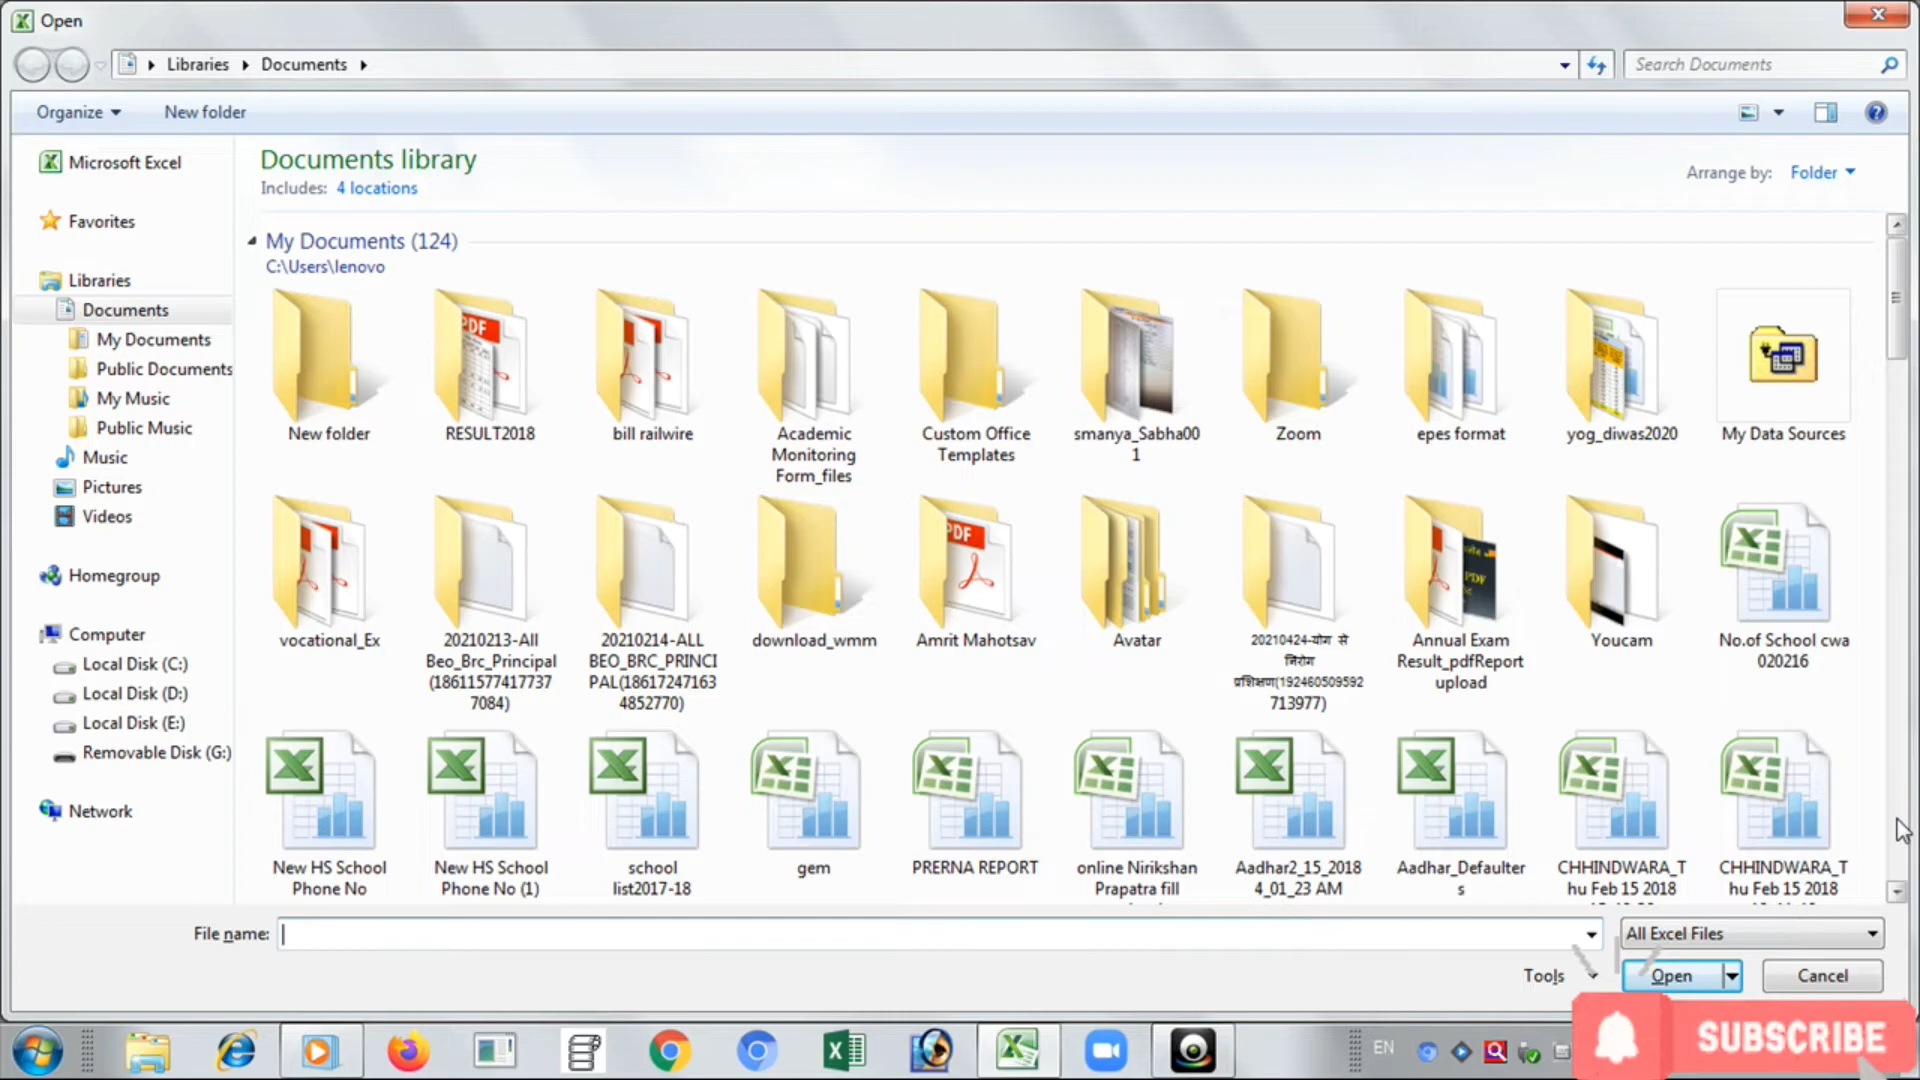 Open
Libraries Documents
Search Documents
Organize New folder
Microsoft Excel
Favorites
Libraries
Documents
My Documents
Public Documents
My Music
Public Music
Music
Pictures
Videos
Homegroup
Computer
Local Disk (C:)
Local Disk (D:)
Local Disk (E:)
Removable Disk (G:)
Network
Documents library
Includes: 4 locations
Arrange by: Folder
My Documents (124)
C:\Users\lenovo
New folder
RESULT2018
bill railwire
Academic
Monitoring
Form_files
Custom Office
Templates
smanya_Sabha00
1
Zoom
epes format
yog_diwas2020
My Data Sources
vocational_Ex
20210213-All
Beo_Brc_Principal
(18611577417737
7084)
20210214-ALL
BEO_BRC_PRINCI
PAL(18617247163
4852770)
download_wmm
Amrit Mahotsav
Avatar
20210424-योग से
निरोग
प्रशिक्षण(192460509592
713977)
Annual Exam
Result_pdfReport
upload
Youcam
No.of School cwa
020216
New HS School
Phone No
New HS School
Phone No (1)
school
list2017-18
gem
PRERNA REPORT
online Nirikshan
Prapatra fill
Aadhar2_15_2018
4_01_23 AM
Aadhar_Defaulter
s
CHHINDWARA_T
hu Feb 15 2018
CHHINDWARA_T
hu Feb 15 2018
File name:
All Excel Files
Tools Open Cancel
EN
SUBSCRIBE